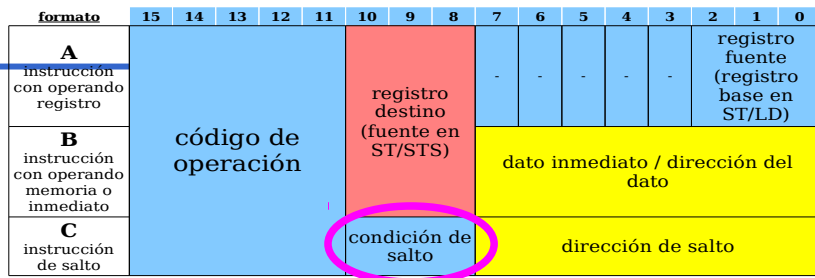 formato 15 14 13 12 11 10 9 8 7 6 5 4 3 2 1 0
A
instrucción
con operando
registro
código de
operación
registro
destino
(fuente en
ST/STS)
- - - - -
registro
fuente
(registro
base en
ST/LD)
B
instrucción
con operando
memoria o
inmediato
dato inmediato / dirección del
dato
C
instrucción
de salto
condición de
salto
dirección de salto